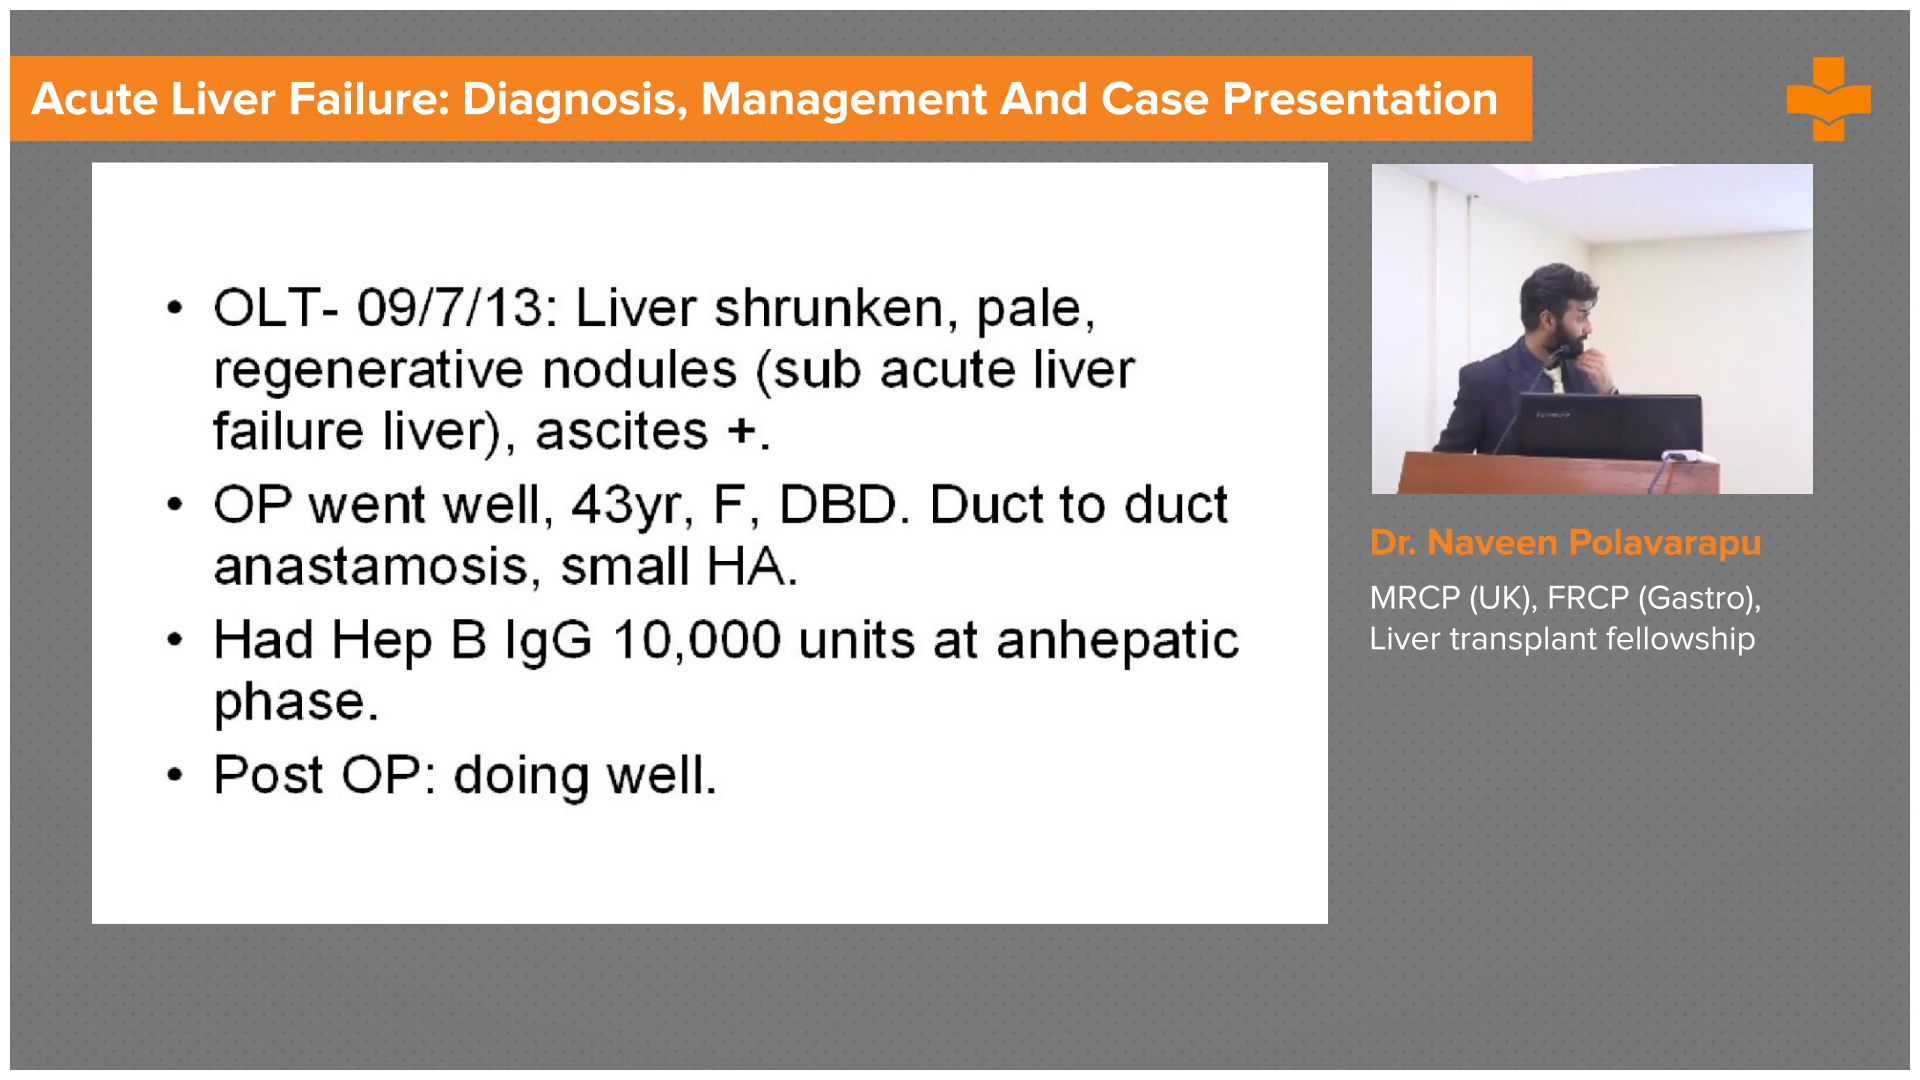 Acute Liver Failure: Diagnosis, Management And Case Presentation
• OLT- 09/7/13: Liver shrunken, pale,
regenerative nodules (sub acute liver
failure liver), ascites +.
• OP went well, 43yr, F, DBD. Duct to duct
anastamosis, small HA.
• Had Hep B IgG 10,000 units at anhepatic
phase.
• Post OP: doing well.
Dr. Naveen Polavarapu
MRCP (UK), FRCP (Gastro),
Liver transplant fellowship